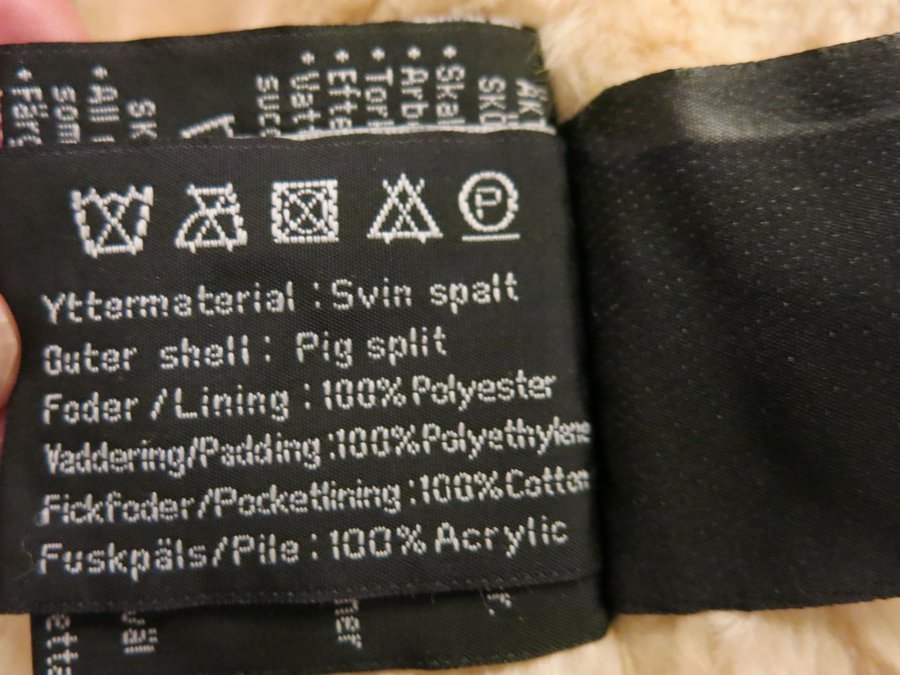 P
Yttermaterial : Svin spalt
Outer shell : Pig split
Foder / Lining : 100% Polyester
Vaddering/Padding :100% Polyethylene
Fickfoder/Pocketlining :100% Cotton
Fuskpäls/Pile : 100% Acrylic